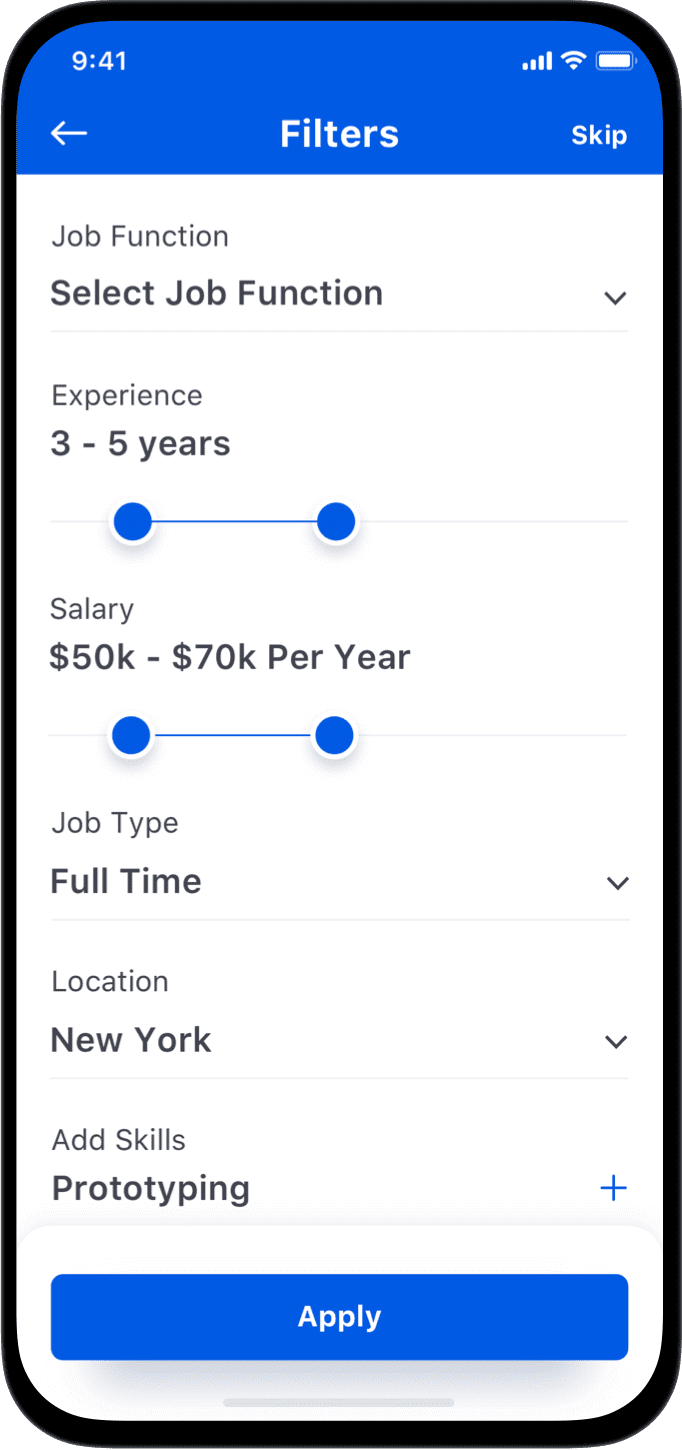 9:41
Filters
Skip
Job Function
Select Job Function
Experience
3 - 5 years
Salary
$50k - $70k Per Year
Job Type
Full Time
Location
New York
Add Skills
Prototyping
Apply